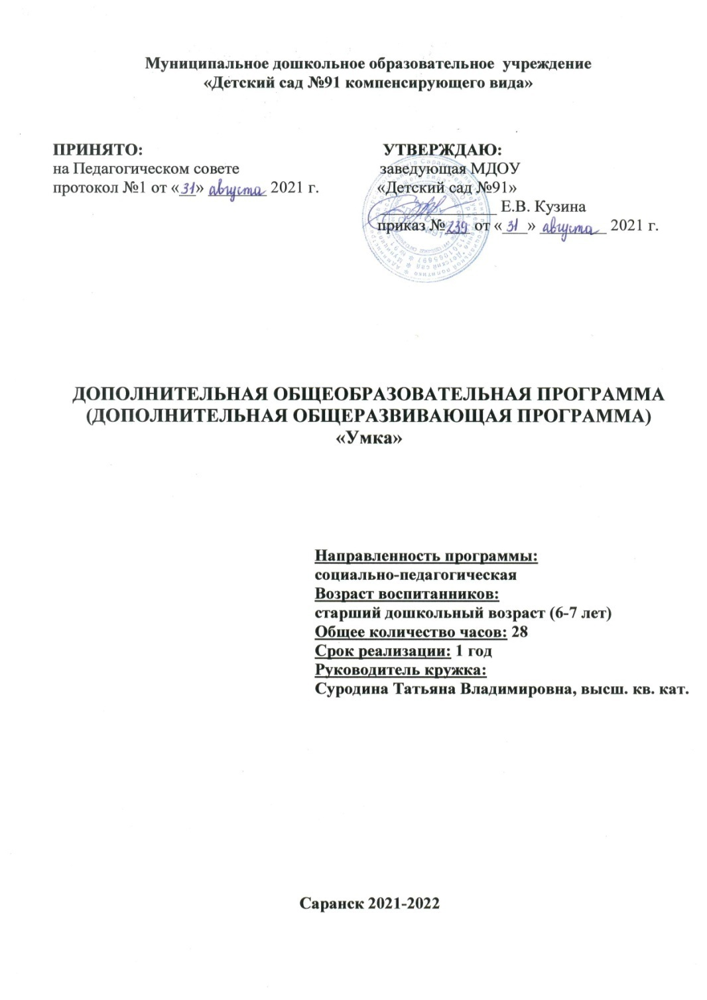 Муниципальное дошкольное образовательное учреждение
«Детский сад №91 компенсирующего вида»
ПРИНЯТО:
на Педагогическом совете
протокол №1 от «31» августа 2021 г.
УТВЕРЖДАЮ:
заведующая МДОУ
«Детский сад №91»
Е.В. Кузина
приказ №239 от «31» августа 2021 г.
ДОПОЛНИТЕЛЬНАЯ ОБЩЕОБРАЗОВАТЕЛЬНАЯ ПРОГРАММА
(ДОПОЛНИТЕЛЬНАЯ ОБЩЕРАЗВИВАЮЩАЯ ПРОГРАММА)
«Умка»
Направленность программы:
социально-педагогическая
Возраст воспитанников:
старший дошкольный возраст (6-7 лет)
Общее количество часов: 28
Срок реализации: 1 год
Руководитель кружка:
Суродина Татьяна Владимировна, высш. кв. кат.
Саранск 2021-2022